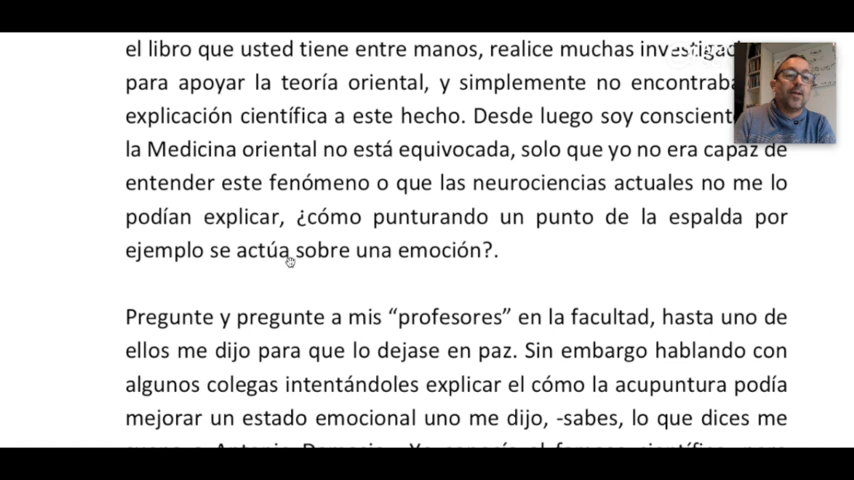 el libro que usted tiene entre manos, realice muchas
para apoyar la teoría oriental, y simplemente no
explicación científica a este hecho. Desde luego soy
la Medicina oriental no está equivocada, solo que yo no era capaz de
entender este fenómeno o que las neurociencias actuales no me lo
podían explicar, ¿cómo punturando un punto de la espalda por
ejemplo se actúa sobre una emoción?.
Pregunte y pregunte a mis “profesores” en la facultad, hasta uno de
ellos me dijo para que lo dejase en paz. Sin embargo hablando con
algunos colegas intentándoles explicar el cómo la acupuntura podía
mejorar un estado emocional uno me dijo, -sabes, lo que dices me